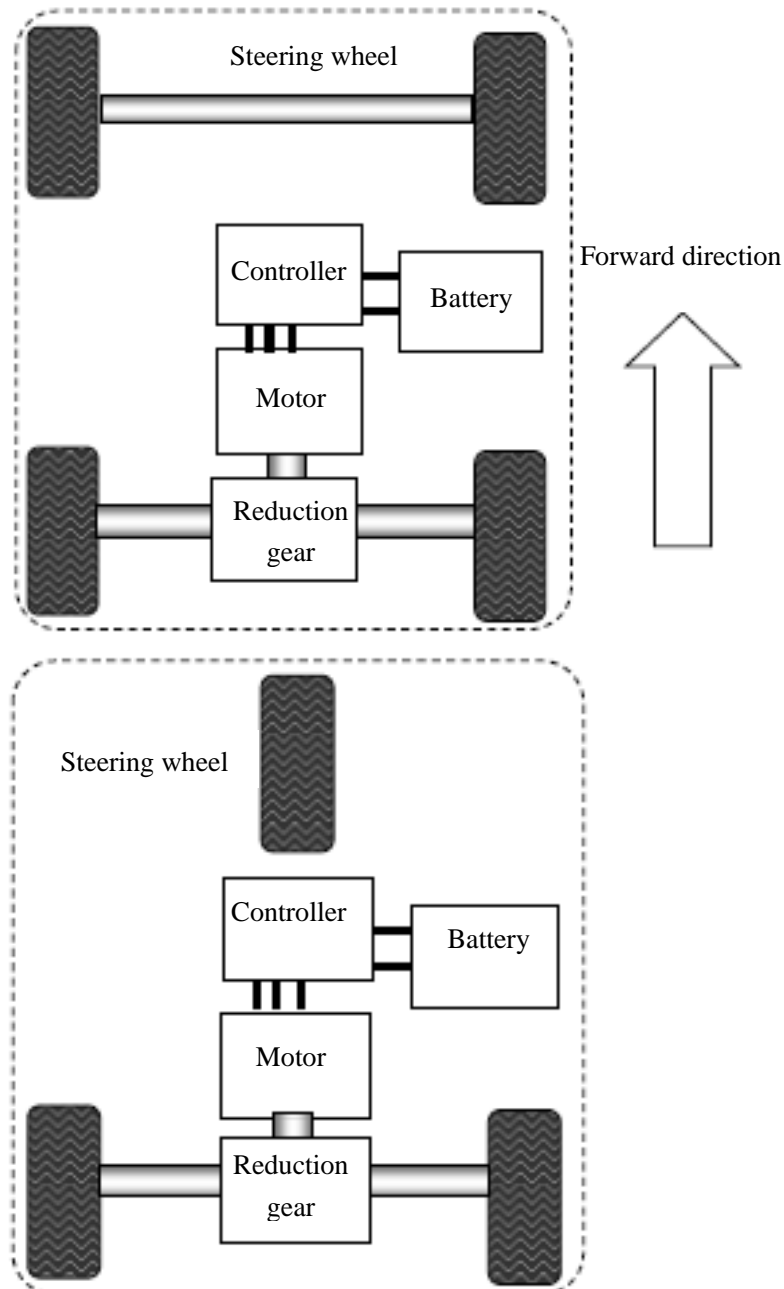 Steering wheel
Controller
Battery
Forward direction
Motor
Reduction
gear
Steering wheel
Controller
Battery
Motor
Reduction
gear